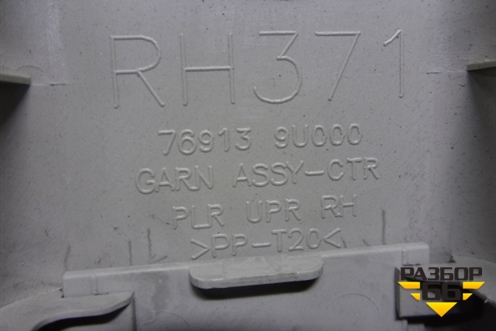 RH371
76913 9U000
GARN ASSY-CTR
PLR UPR RH
>PP-T20<
РАЗБОР
66